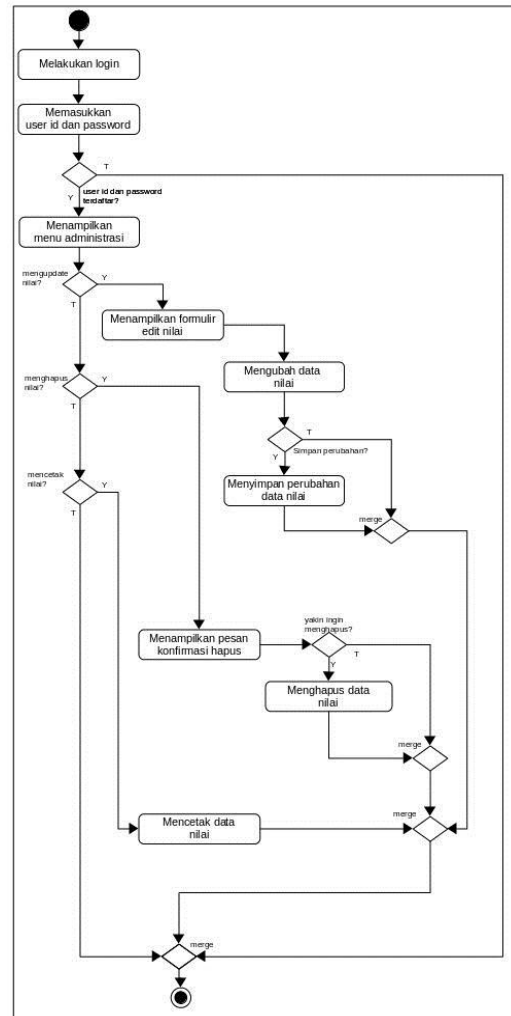 Melakukan login
Memasukkan
user id dan password
T
Y
user id dan password
terdaftar?
Menampilkan
menu administrasi
mengupdate
nilai?
Y
T
Menampilkan formulir
edit nilai
Mengubah data
nilai
menghapus
nilai?
Y
T
T
Simpan perubahan?
Y
mencetak
nilai?
Y
T
Menyimpan perubahan
data nilai
merge
yakin ingin
menghapus?
Menampilkan pesan
konfirmasi hapus
T
Y
Menghapus data
nilai
merge
merge
Mencetak data
nilai
merge